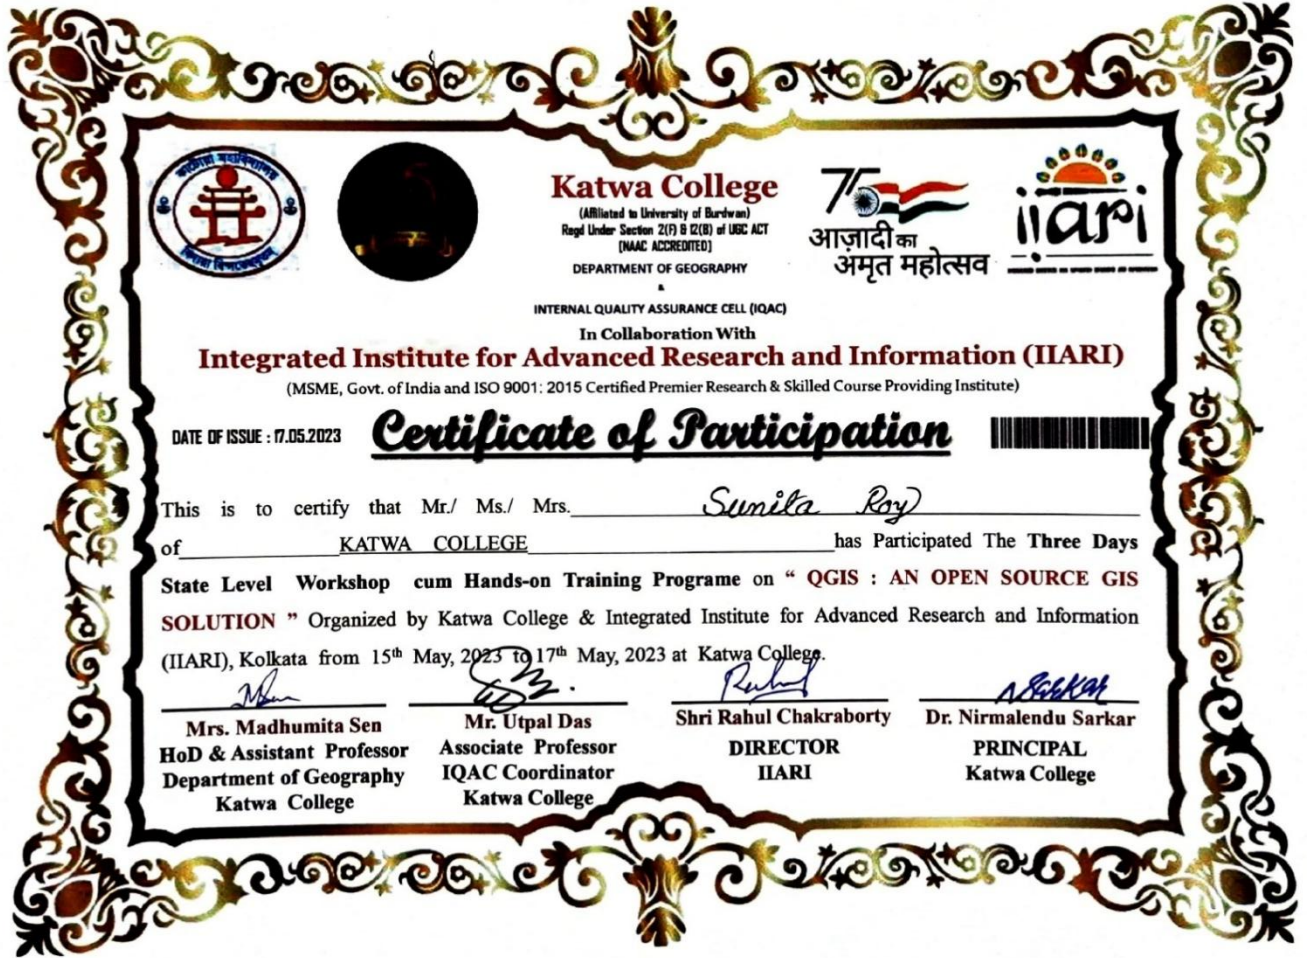 काटोया महाविद्यालय
Katwa College
(Affiliated to University of Burdwan)
Regd Under Section 2(F) & 12(B) of UGC ACT
[NAAC ACCREDITED]
DEPARTMENT OF GEOGRAPHY
&
INTERNAL QUALITY ASSURANCE CELL (IQAC)
75
आज़ादी का
अमृत महोत्सव
iiari
In Collaboration With
Integrated Institute for Advanced Research and Information (IIARI)
(MSME, Govt. of India and ISO 9001: 2015 Certified Premier Research & Skilled Course Providing Institute)
DATE OF ISSUE : 17.05.2023
Certificate of Participation
This is to certify that Mr./ Ms./ Mrs. Sunita Roy
of KATWA COLLEGE has Participated The Three Days
State Level Workshop cum Hands-on Training Programe on “ QGIS : AN OPEN SOURCE GIS
SOLUTION ” Organized by Katwa College & Integrated Institute for Advanced Research and Information
(IIARI), Kolkata from 15th May, 2023 to 17th May, 2023 at Katwa College.
Mrs. Madhumita Sen
HoD & Assistant Professor
Department of Geography
Katwa College
Mr. Utpal Das
Associate Professor
IQAC Coordinator
Katwa College
Rahul
Shri Rahul Chakraborty
DIRECTOR
IIARI
NSarkar
Dr. Nirmalendu Sarkar
PRINCIPAL
Katwa College